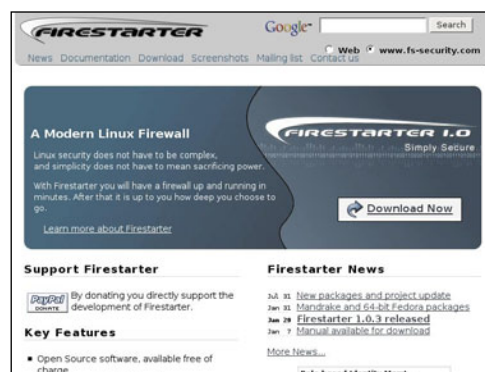 FIRESTARTER
Google™
Search
Web www.fs-security.com
News Documentation Download Screenshots Mailing list Contact us
A Modern Linux Firewall
Linux security does not have to be complex,
and simplicity does not have to mean sacrificing power.
With Firestarter you will have a firewall up and running in
minutes. After that it is up to you how deep you choose to
go.
Learn more about Firestarter
FIRESTARTER 1.0
Simply Secure
Download Now
Support Firestarter
PayPal
DONATE
By donating you directly support the
development of Firestarter.
Key Features
Open Source software, available free of
charge
Firestarter News
Jul 31 New packages and project update
Jan 31 Mandrake and 64-bit Fedora packages
Jan 29 Firestarter 1.0.3 released
Jan 7 Manual available for download
More News...